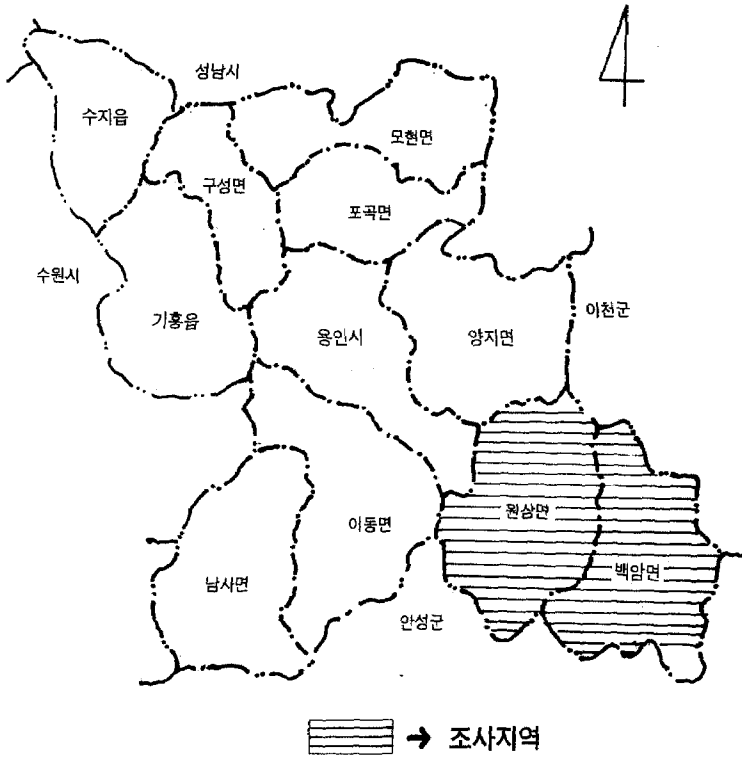 성남시
수지읍
모현면
구성면
포곡면
수원시
기흥읍
용인시
양지면
이천군
원삼면
이동면
백암면
남사면
안성군
조사지역